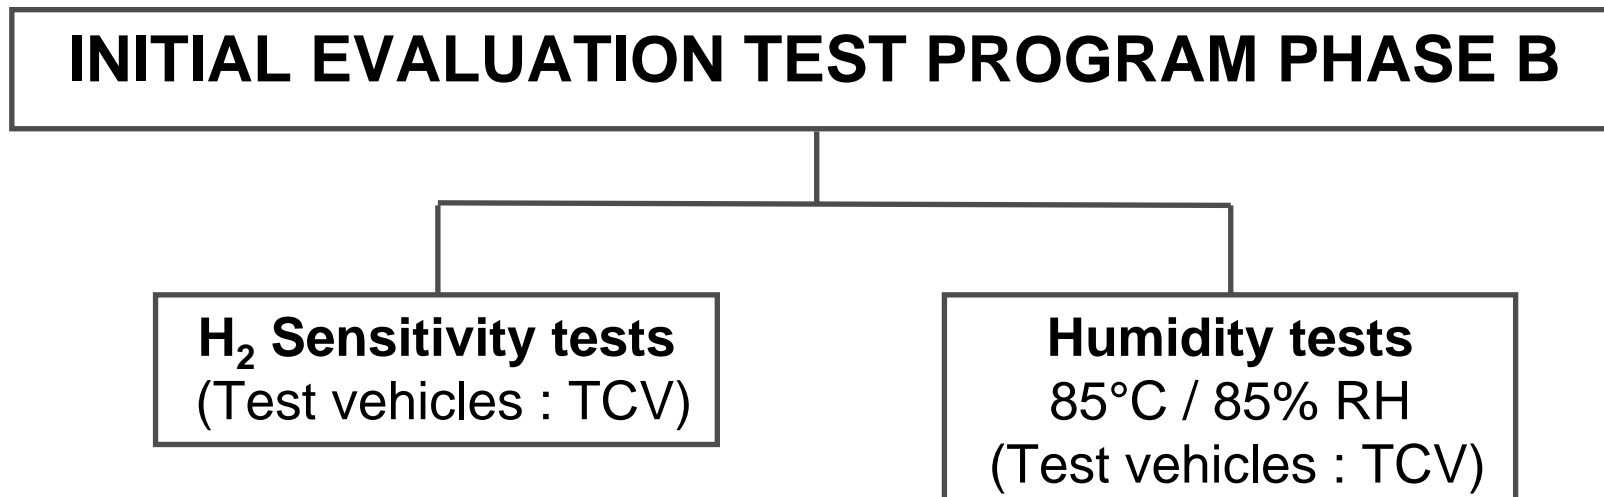 INITIAL EVALUATION TEST PROGRAM PHASE B
H₂ Sensitivity tests
(Test vehicles : TCV)
Humidity tests
85°C / 85% RH
(Test vehicles : TCV)